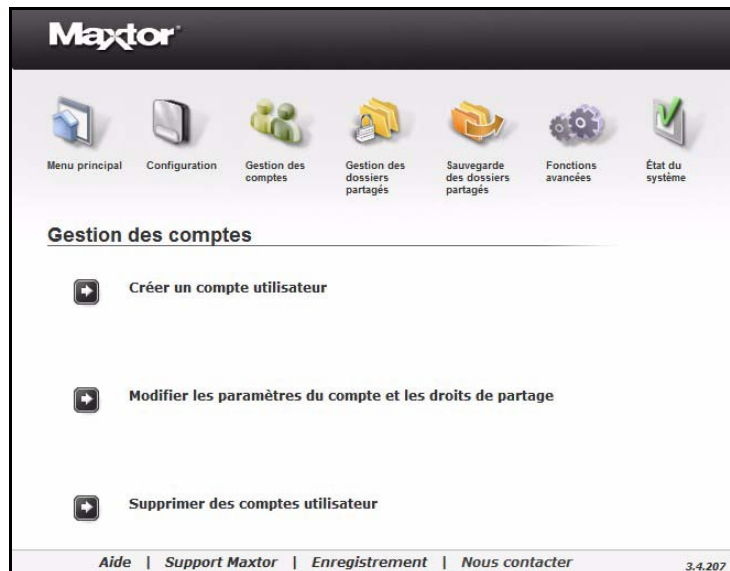 Maxtor
Menu principal
Configuration
Gestion des
comptes
Gestion des
dossiers
partagés
Sauvegarde
des dossiers
partagés
Fonctions
avancées
État du
système
Gestion des comptes
Créer un compte utilisateur
Modifier les paramètres du compte et les droits de partage
Supprimer des comptes utilisateur
Aide | Support Maxtor | Enregistrement | Nous contacter 3.4.207